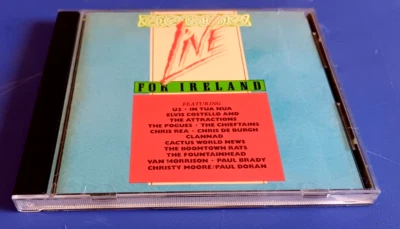 LIVE
FOR IRELAND
FEATURING
U2 · IN TUA NUA
ELVIS COSTELLO AND
THE ATTRACTIONS
THE POGUES · THE CHIEFTAINS
CHRIS REA · CHRIS DE BURGH
CLANNAD
CACTUS WORLD NEWS
THE BOOMTOWN RATS
THE FOUNTAINHEAD
VAN MORRISON · PAUL BRADY
CHRISTY MOORE/PAUL DORAN